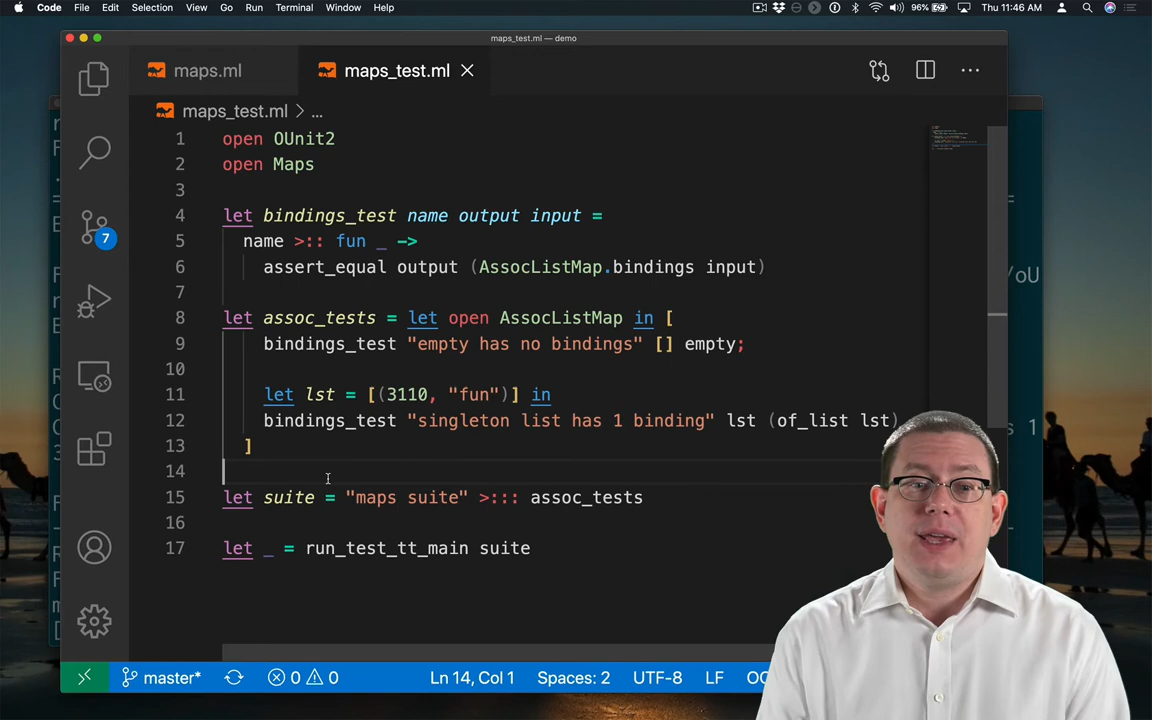 Code File Edit Selection View Go Run Terminal Window Help 96% Thu 11:46 AM
maps_test.ml — demo
maps.ml maps_test.ml
maps_test.ml > ...
1 open OUnit2
2 open Maps
3
4 let bindings_test name output input =
5 name >:: fun _ ->
6 assert_equal output (AssocListMap.bindings input)
7
8 let assoc_tests = let open AssocListMap in [
9 bindings_test "empty has no bindings" [] empty;
10
11 let lst = [(3110, "fun")] in
12 bindings_test "singleton list has 1 binding" lst (of_list lst)
13 ]
14
15 let suite = "maps suite" >::: assoc_tests
16
17 let _ = run_test_tt_main suite
7
/oU
s 1
master* 0 0 Ln 14, Col 1 Spaces: 2 UTF-8 LF OC